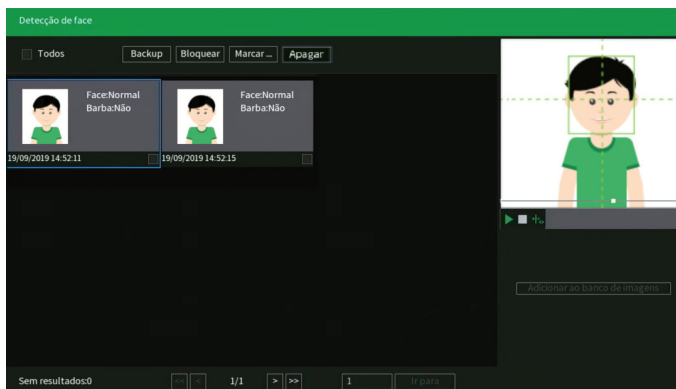 Detecção de face
Todos Backup Bloquear Marcar ... Apagar
Face:Normal
Barba:Não
19/09/2019 14:52:11
Face:Normal
Barba:Não
19/09/2019 14:52:15
Adicionar ao banco de imagens
Sem resultados:0 << < 1/1 > >> 1 Ir para